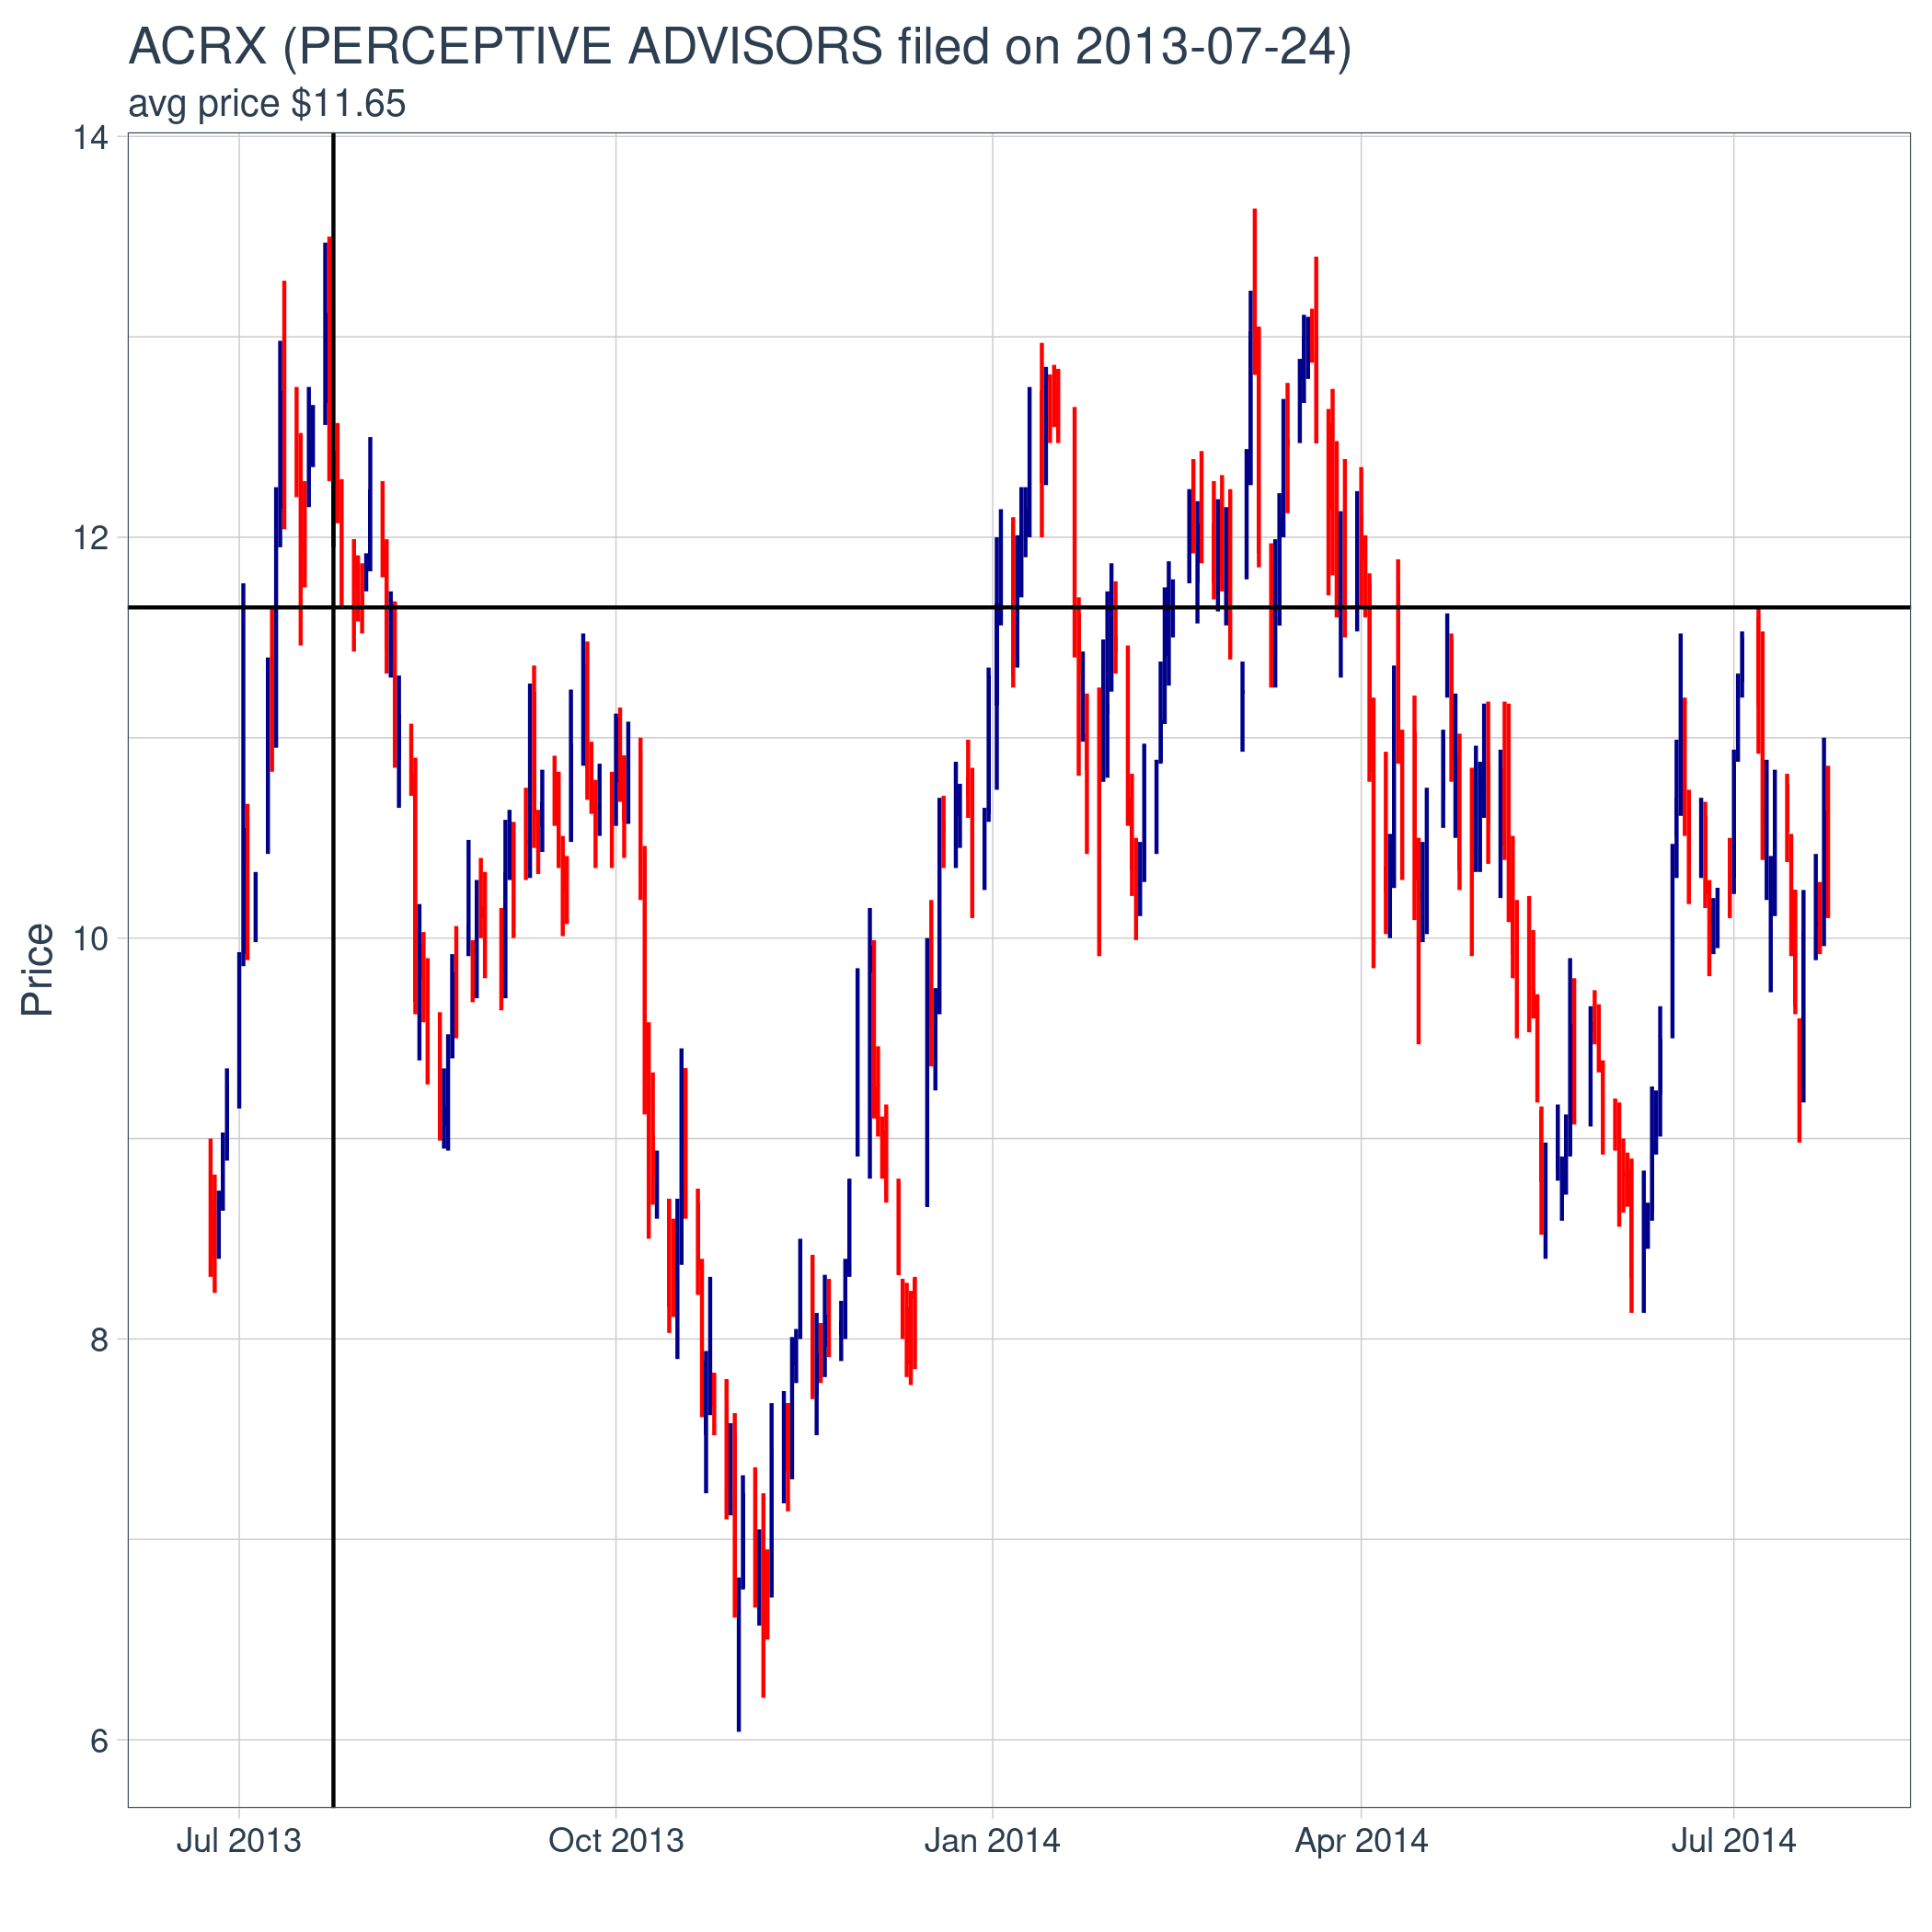 ACRX (PERCEPTIVE ADVISORS filed on 2013-07-24)
avg price $11.65
14
12
10
8
6
Price
Jul 2013
Oct 2013
Jan 2014
Apr 2014
Jul 2014